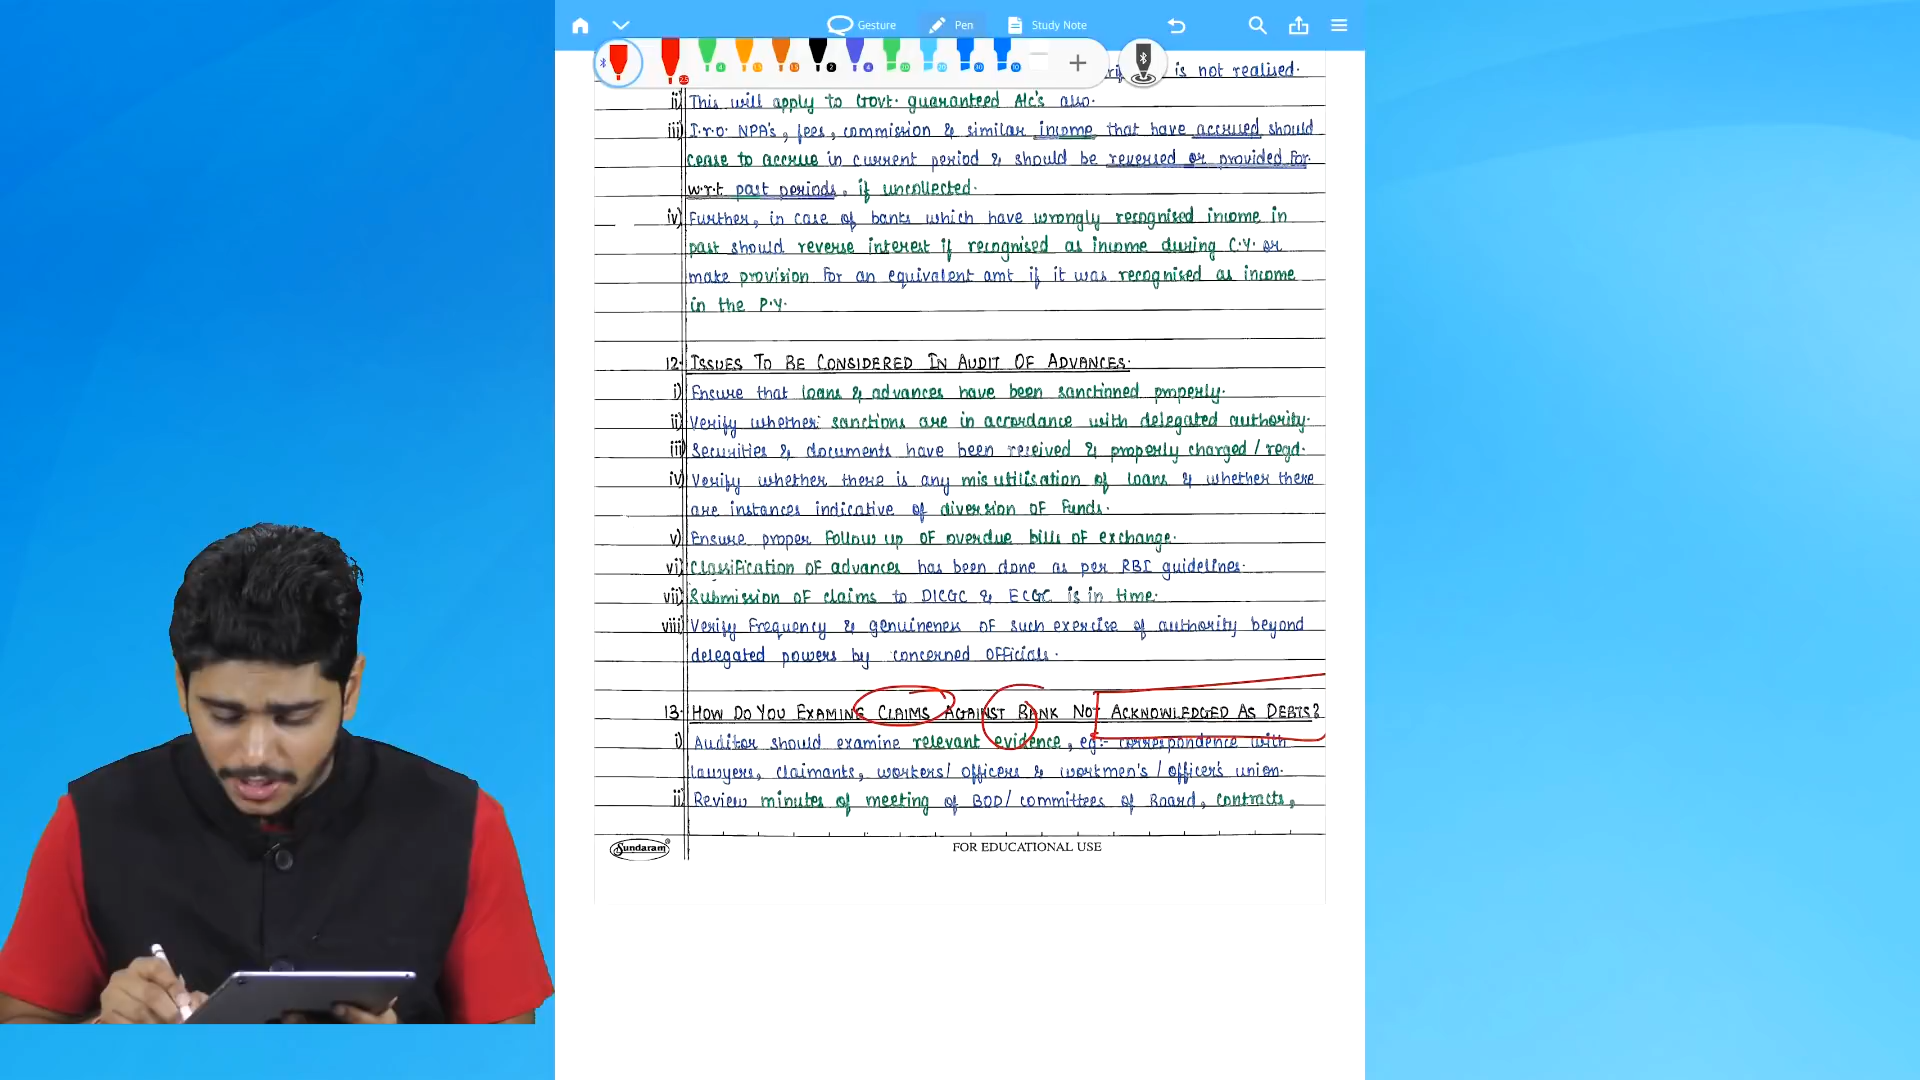 Gesture Pen Study Note
is not realised.
ii) This will apply to Govt. guaranteed A/c's also.
iii) I.r.o. NPA's, fees, commission & similar income that have accrued should
cease to accrue in current period & should be reversed or provided for
w.r.t. past periods, if uncollected.
iv) Further, in case of banks which have wrongly recognised income in
past should reverse interest if recognised as income during C.Y. or
make provision for an equivalent amt if it was recognised as income
in the P.Y.
12. ISSUES TO BE CONSIDERED IN AUDIT OF ADVANCES.
i) Ensure that loans & advances have been sanctioned properly.
ii) Verify whether sanctions are in accordance with delegated authority.
iii) Securities & documents have been received & properly charged / regd.
iv) Verify whether there is any misutilisation of loans & whether there
are instances indicative of diversion of funds.
v) Ensure proper follow up of overdue bills of exchange.
vi) Classification of advances has been done as per RBI guidelines.
vii) Submission of claims to DICGC & ECGC is in time.
viii) Verify frequency & genuineness of such exercise of authority beyond
delegated powers by concerned officials.
13. HOW DO YOU EXAMINE CLAIMS AGAINST BANK NOT ACKNOWLEDGED AS DEBTS?
i) Auditor should examine relevant evidence, eg:- correspondence with
lawyers, claimants, workers/ officers & workmen's / officer's union.
ii) Review minutes of meeting of BOD/ committees of Board, contracts,
Sundaram
FOR EDUCATIONAL USE